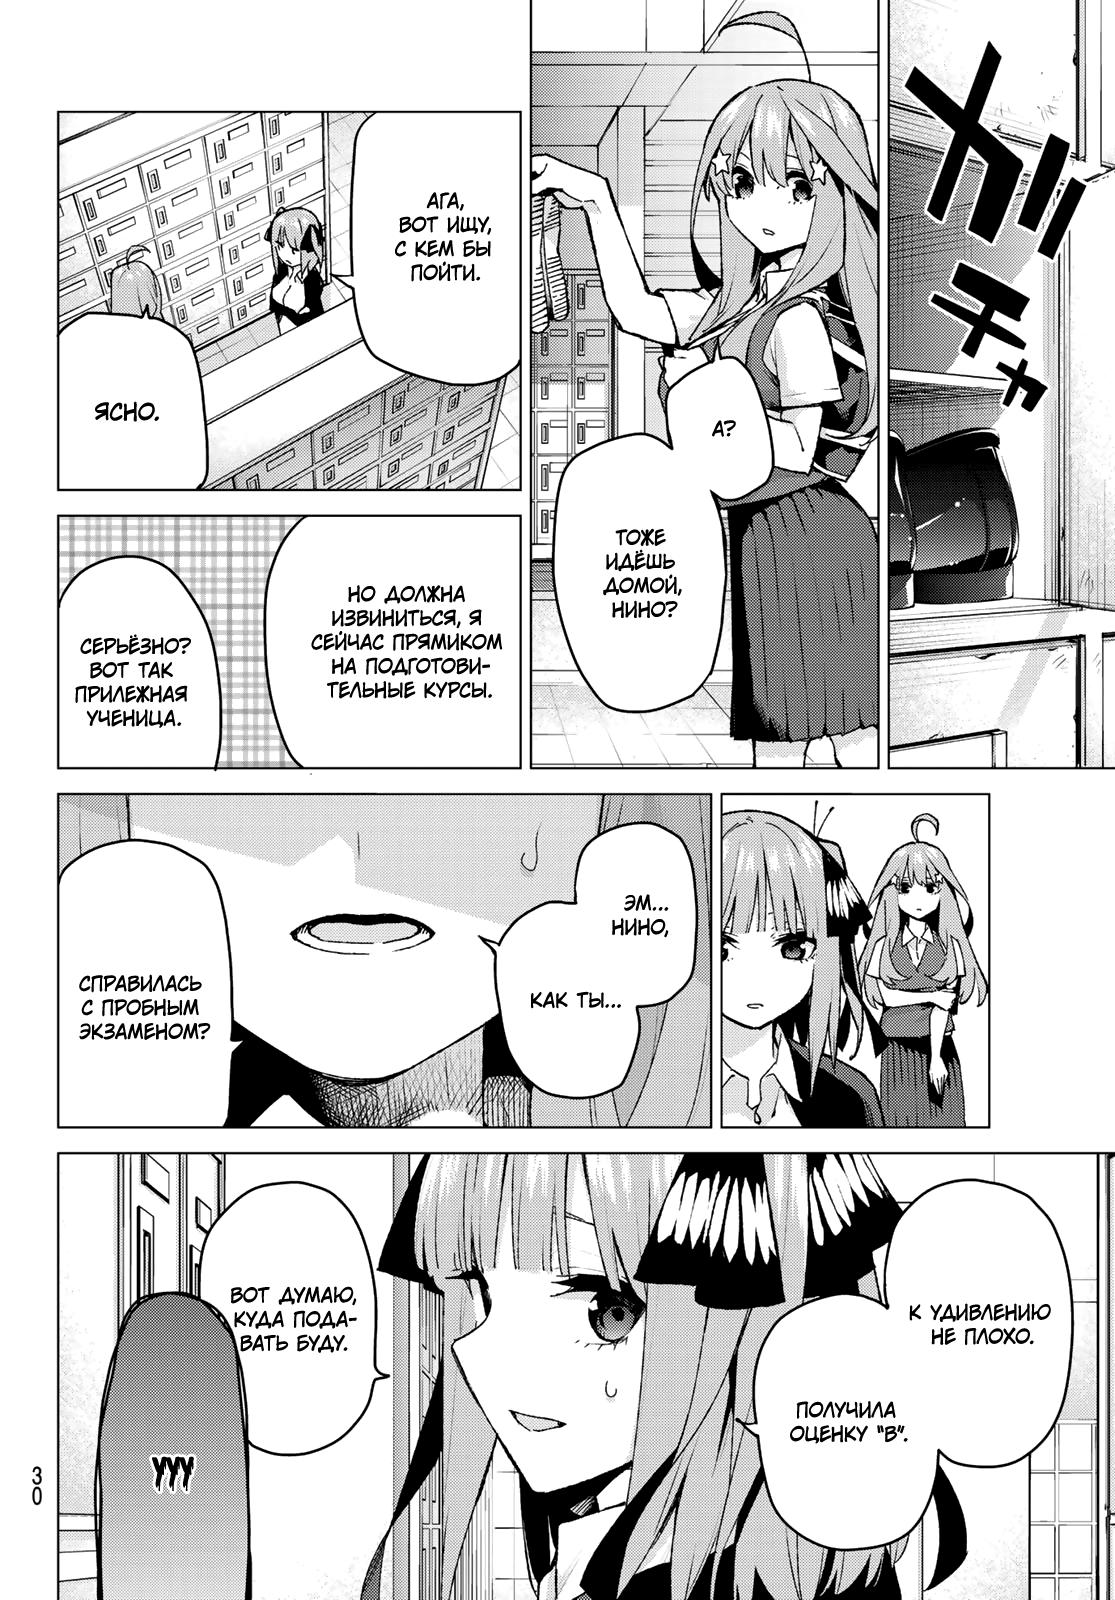 ガチャ
А?
ТОЖЕ
ИДЁШЬ
ДОМОЙ,
НИНО?
АГА,
ВОТ ИЩУ,
С КЕМ БЫ
ПОЙТИ.
ЯСНО.
НО ДОЛЖНА
ИЗВИНИТЬСЯ, Я
СЕЙЧАС ПРЯМИКОМ
НА ПОДГОТОВИ-
ТЕЛЬНЫЕ КУРСЫ.
СЕРЬЁЗНО?
ВОТ ТАК
ПРИЛЕЖНАЯ
УЧЕНИЦА.
ЭМ...
НИНО,
КАК ТЫ...
СПРАВИЛАСЬ
С ПРОБНЫМ
ЭКЗАМЕНОМ?
К УДИВЛЕНИЮ
НЕ ПЛОХО.
ПОЛУЧИЛА
ОЦЕНКУ "B".
ВОТ ДУМАЮ,
КУДА ПОДА-
ВАТЬ БУДУ.
УУУ
30